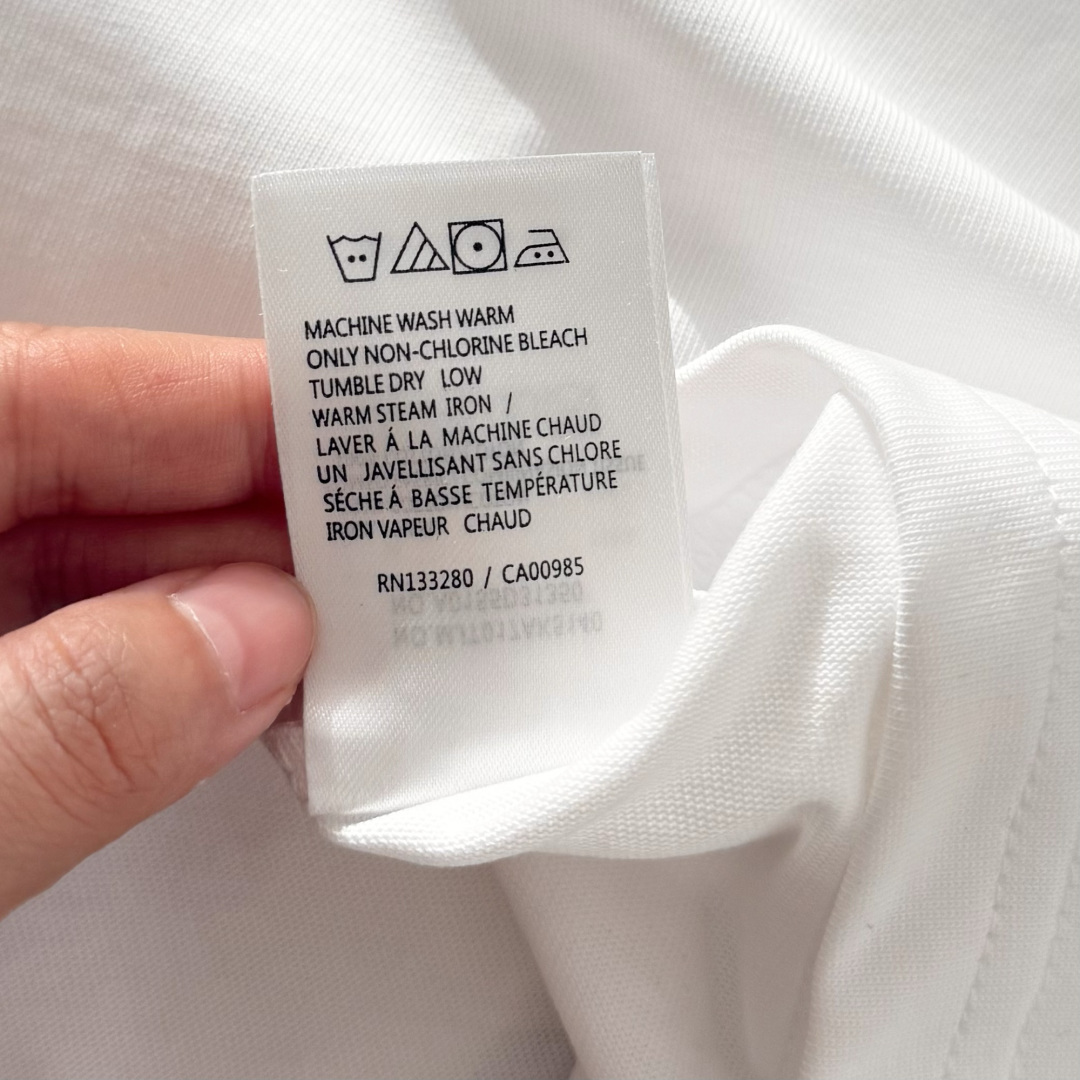 MACHINE WASH WARM
ONLY NON-CHLORINE BLEACH
TUMBLE DRY LOW
WARM STEAM IRON /
LAVER Á LA MACHINE CHAUD
UN JAVELLISANT SANS CHLORE
SÉCHE Á BASSE TEMPÉRATURE
IRON VAPEUR CHAUD
RN133280 / CA00985